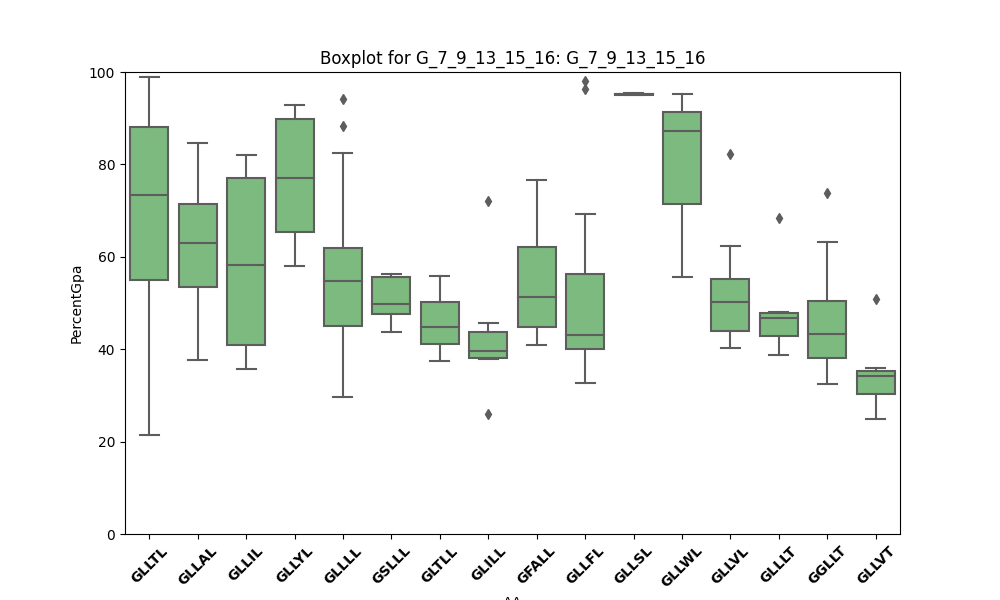 Boxplot for G_7_9_13_15_16: G_7_9_13_15_16
100
80
60
40
20
0
PercentGpa
GLLTL GLLAL GLLIL GLLYL GLLLL GSLLL GLTLL GLILL GFALL GLLFL GLLSL GLLWL GLLVL GLLLT GGLLT GLLVT